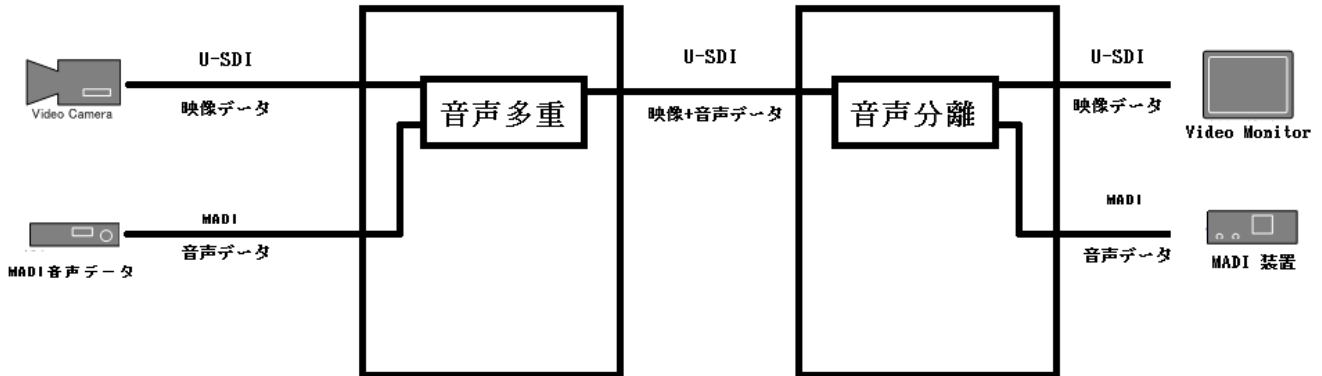 U-SDI
映像データ
Video Camera
音声多重
MADI
音声データ
MADI音声データ
U-SDI
映像+音声データ
音声分離
U-SDI
映像データ
Video Monitor
MADI
音声データ
MADI 装置